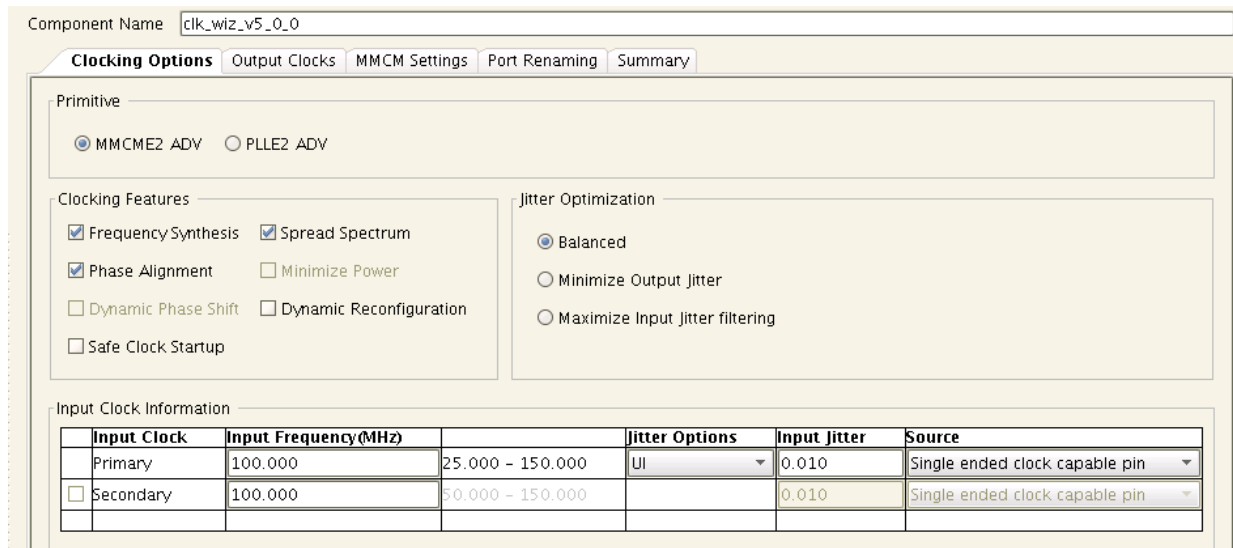 Component Name clk_wiz_v5_0_0
Clocking Options Output Clocks MMCM Settings Port Renaming Summary
Primitive
MMCME2 ADV PLLE2 ADV
Clocking Features
Frequency Synthesis Spread Spectrum
Phase Alignment Minimize Power
Dynamic Phase Shift Dynamic Reconfiguration
Safe Clock Startup
Jitter Optimization
Balanced
Minimize Output Jitter
Maximize Input Jitter filtering
Input Clock Information
Input Clock Input Frequency(MHz) Jitter Options Input Jitter Source
Primary 100.000 25.000 - 150.000 UI 0.010 Single ended clock capable pin
Secondary 100.000 50.000 - 150.000 0.010 Single ended clock capable pin